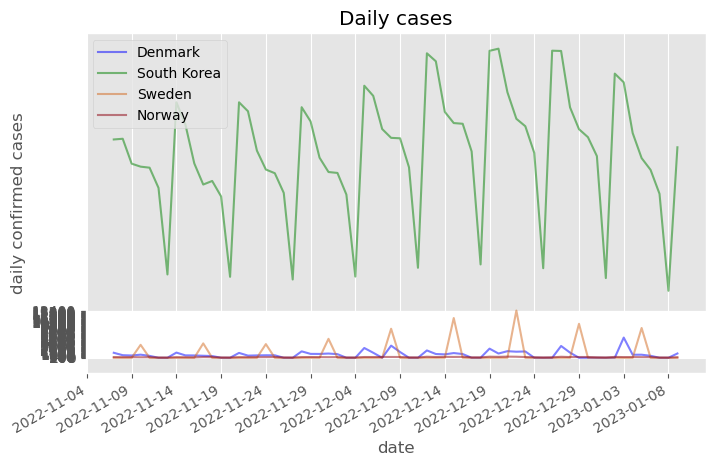 Daily cases
Denmark
South Korea
Sweden
Norway
daily confirmed cases
2022-11-04
2022-11-09
2022-11-14
2022-11-19
2022-11-24
2022-11-29
2022-12-04
2022-12-09
2022-12-14
2022-12-19
2022-12-24
2022-12-29
2023-01-03
2023-01-08
date